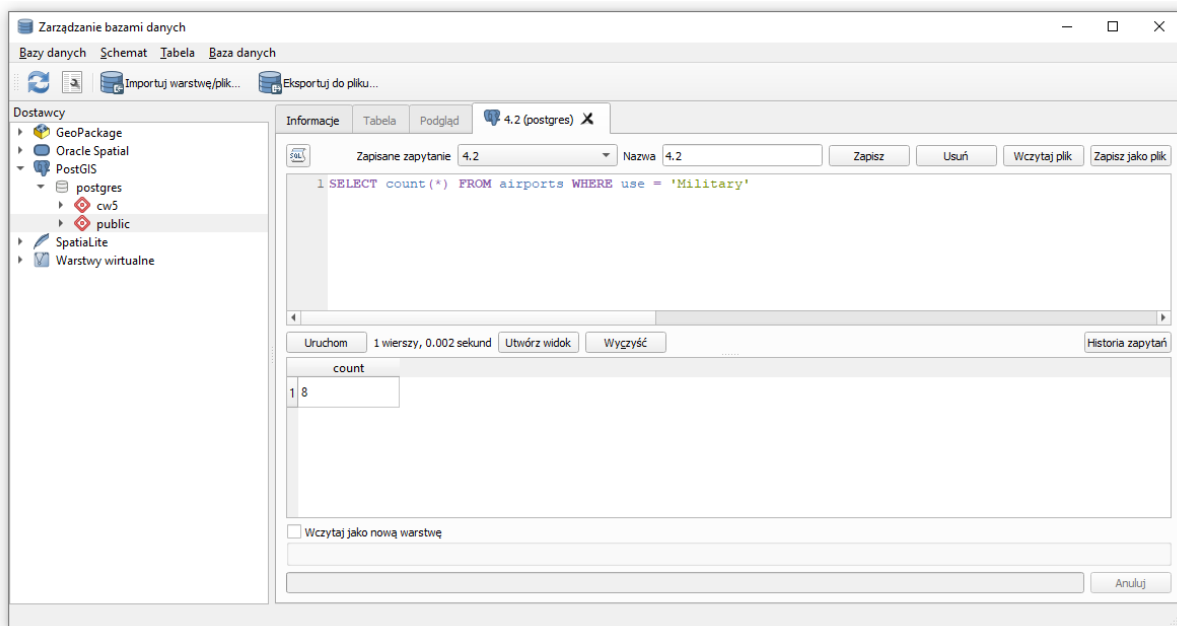 Zarządzanie bazami danych
Bazy danych Schemat Tabela Baza danych
Importuj warstwę/plik... Eksportuj do pliku...
Dostawcy
GeoPackage
Oracle Spatial
PostGIS
postgres
cw5
public
SpatiaLite
Warstwy wirtualne
Informacje Tabela Podgląd 4.2 (postgres)
SQL Zapisane zapytanie 4.2 Nazwa 4.2 Zapisz Usuń Wczytaj plik Zapisz jako plik
1 SELECT count(*) FROM airports WHERE use = 'Military'
Uruchom 1 wierszy, 0.002 sekund Utwórz widok Wyczyść Historia zapytań
count
1 8
Wczytaj jako nową warstwę
Anuluj